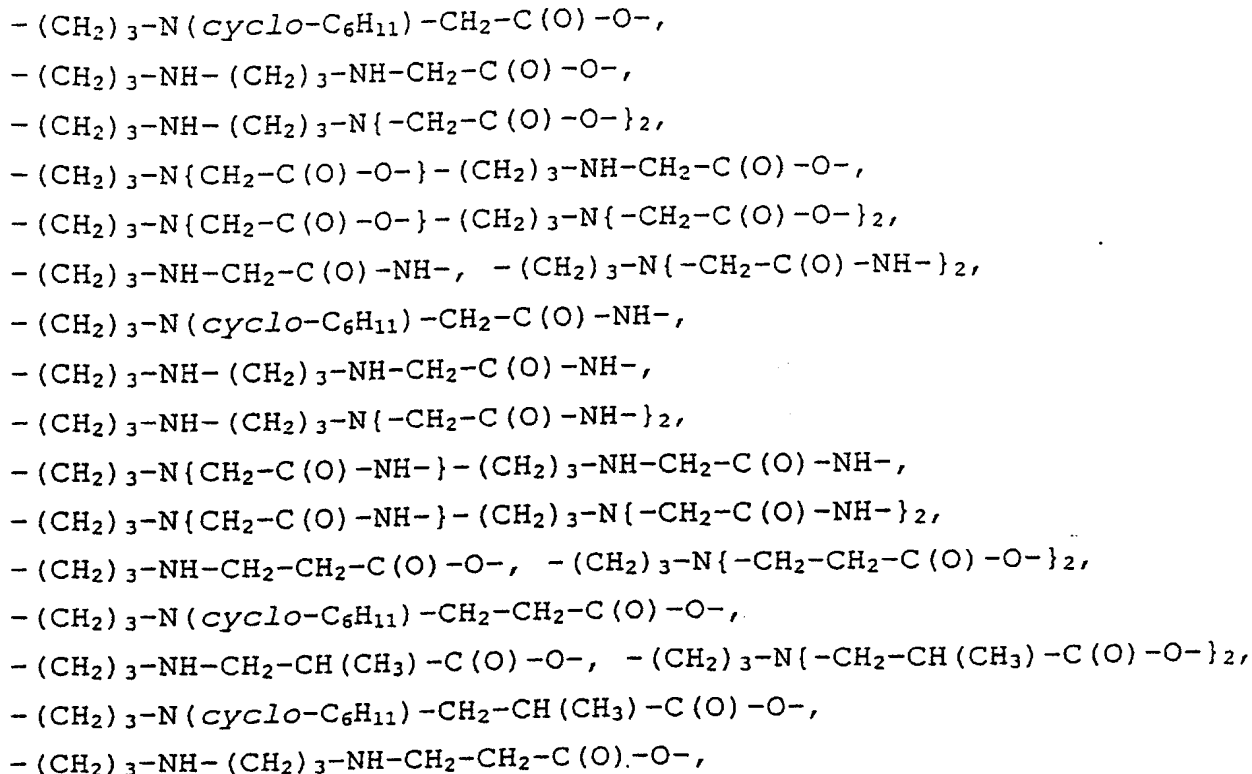 -(CH₂)₃-N(cyclo-C₆H₁₁)-CH₂-C(O)-O-,
-(CH₂)₃-NH-(CH₂)₃-NH-CH₂-C(O)-O-,
-(CH₂)₃-NH-(CH₂)₃-N{-CH₂-C(O)-O-}₂,
-(CH₂)₃-N{CH₂-C(O)-O-}-(CH₂)₃-NH-CH₂-C(O)-O-,
-(CH₂)₃-N{CH₂-C(O)-O-}-(CH₂)₃-N{-CH₂-C(O)-O-}₂,
-(CH₂)₃-NH-CH₂-C(O)-NH-, -(CH₂)₃-N{-CH₂-C(O)-NH-}₂,
-(CH₂)₃-N(cyclo-C₆H₁₁)-CH₂-C(O)-NH-,
-(CH₂)₃-NH-(CH₂)₃-NH-CH₂-C(O)-NH-,
-(CH₂)₃-NH-(CH₂)₃-N{-CH₂-C(O)-NH-}₂,
-(CH₂)₃-N{CH₂-C(O)-NH-}-(CH₂)₃-NH-CH₂-C(O)-NH-,
-(CH₂)₃-N{CH₂-C(O)-NH-}-(CH₂)₃-N{-CH₂-C(O)-NH-}₂,
-(CH₂)₃-NH-CH₂-CH₂-C(O)-O-, -(CH₂)₃-N{-CH₂-CH₂-C(O)-O-}₂,
-(CH₂)₃-N(cyclo-C₆H₁₁)-CH₂-CH₂-C(O)-O-,
-(CH₂)₃-NH-CH₂-CH(CH₃)-C(O)-O-, -(CH₂)₃-N{-CH₂-CH(CH₃)-C(O)-O-}₂,
-(CH₂)₃-N(cyclo-C₆H₁₁)-CH₂-CH(CH₃)-C(O)-O-,
-(CH₂)₃-NH-(CH₂)₃-NH-CH₂-CH₂-C(O)-O-,